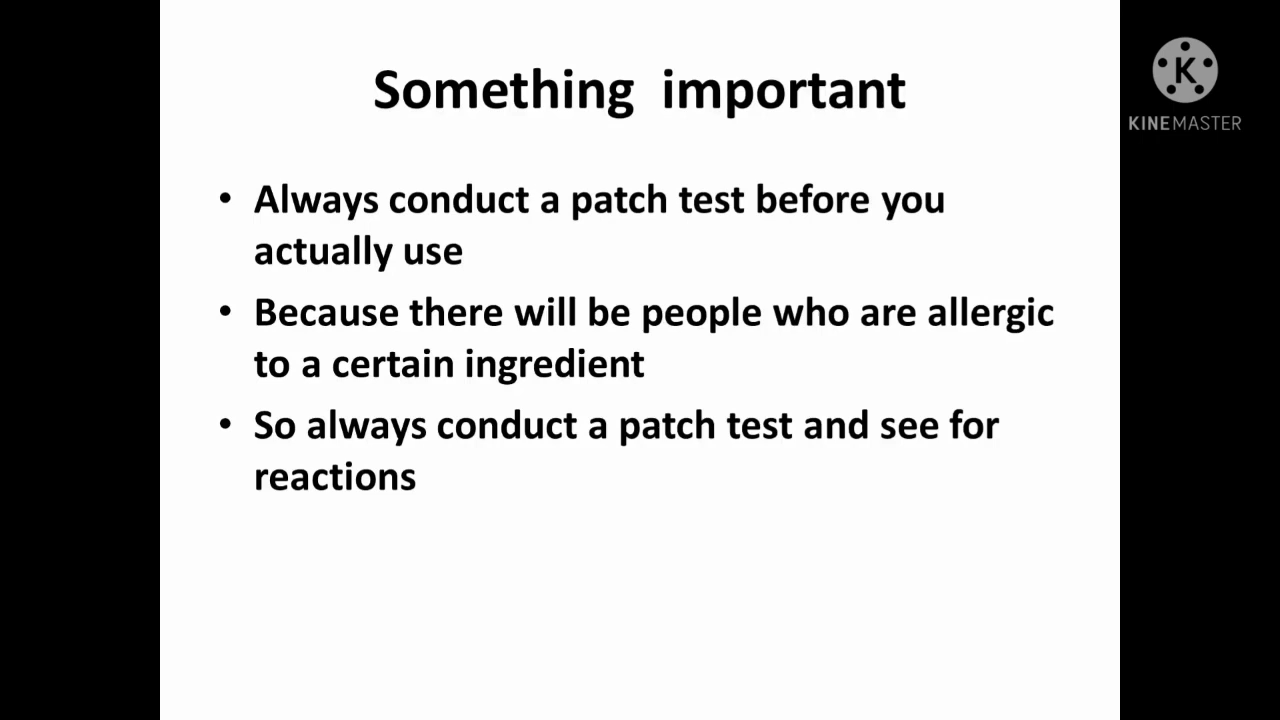 Something important
K
KINEMASTER
• Always conduct a patch test before you
actually use
• Because there will be people who are allergic
to a certain ingredient
• So always conduct a patch test and see for
reactions